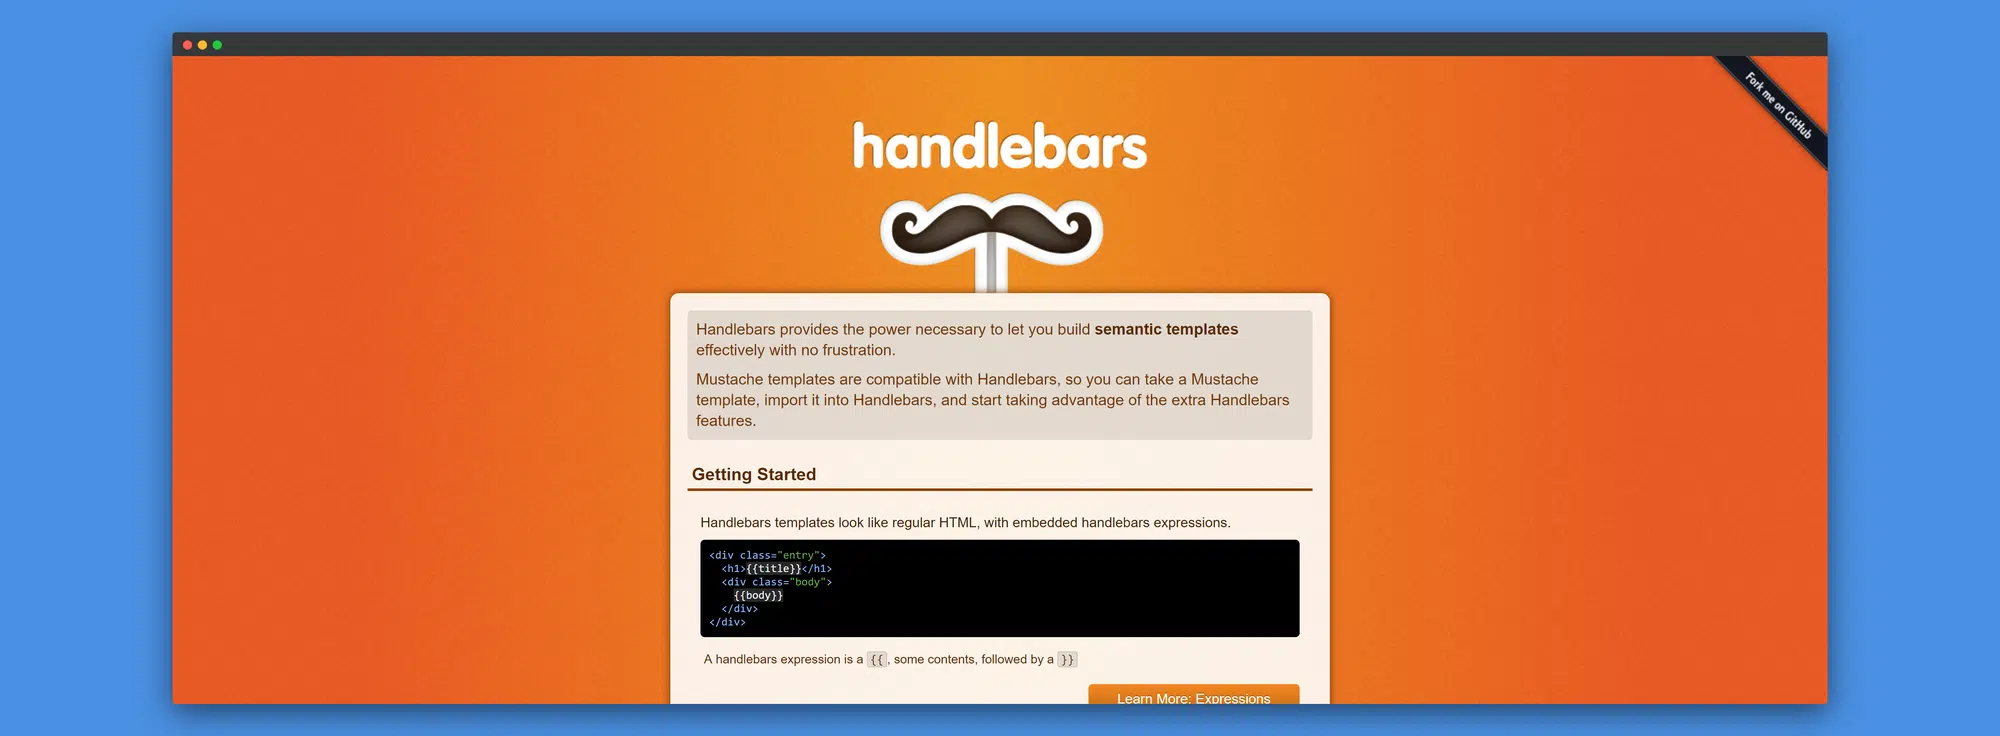 Fork me on GitHub
handlebars
Handlebars provides the power necessary to let you build semantic templates
effectively with no frustration.
Mustache templates are compatible with Handlebars, so you can take a Mustache
template, import it into Handlebars, and start taking advantage of the extra Handlebars
features.
Getting Started
Handlebars templates look like regular HTML, with embedded handlebars expressions.
<div class="entry">
  <h1>{{title}}</h1>
  <div class="body">
    {{body}}
  </div>
</div>
A handlebars expression is a {{, some contents, followed by a }}
Learn More: Expressions